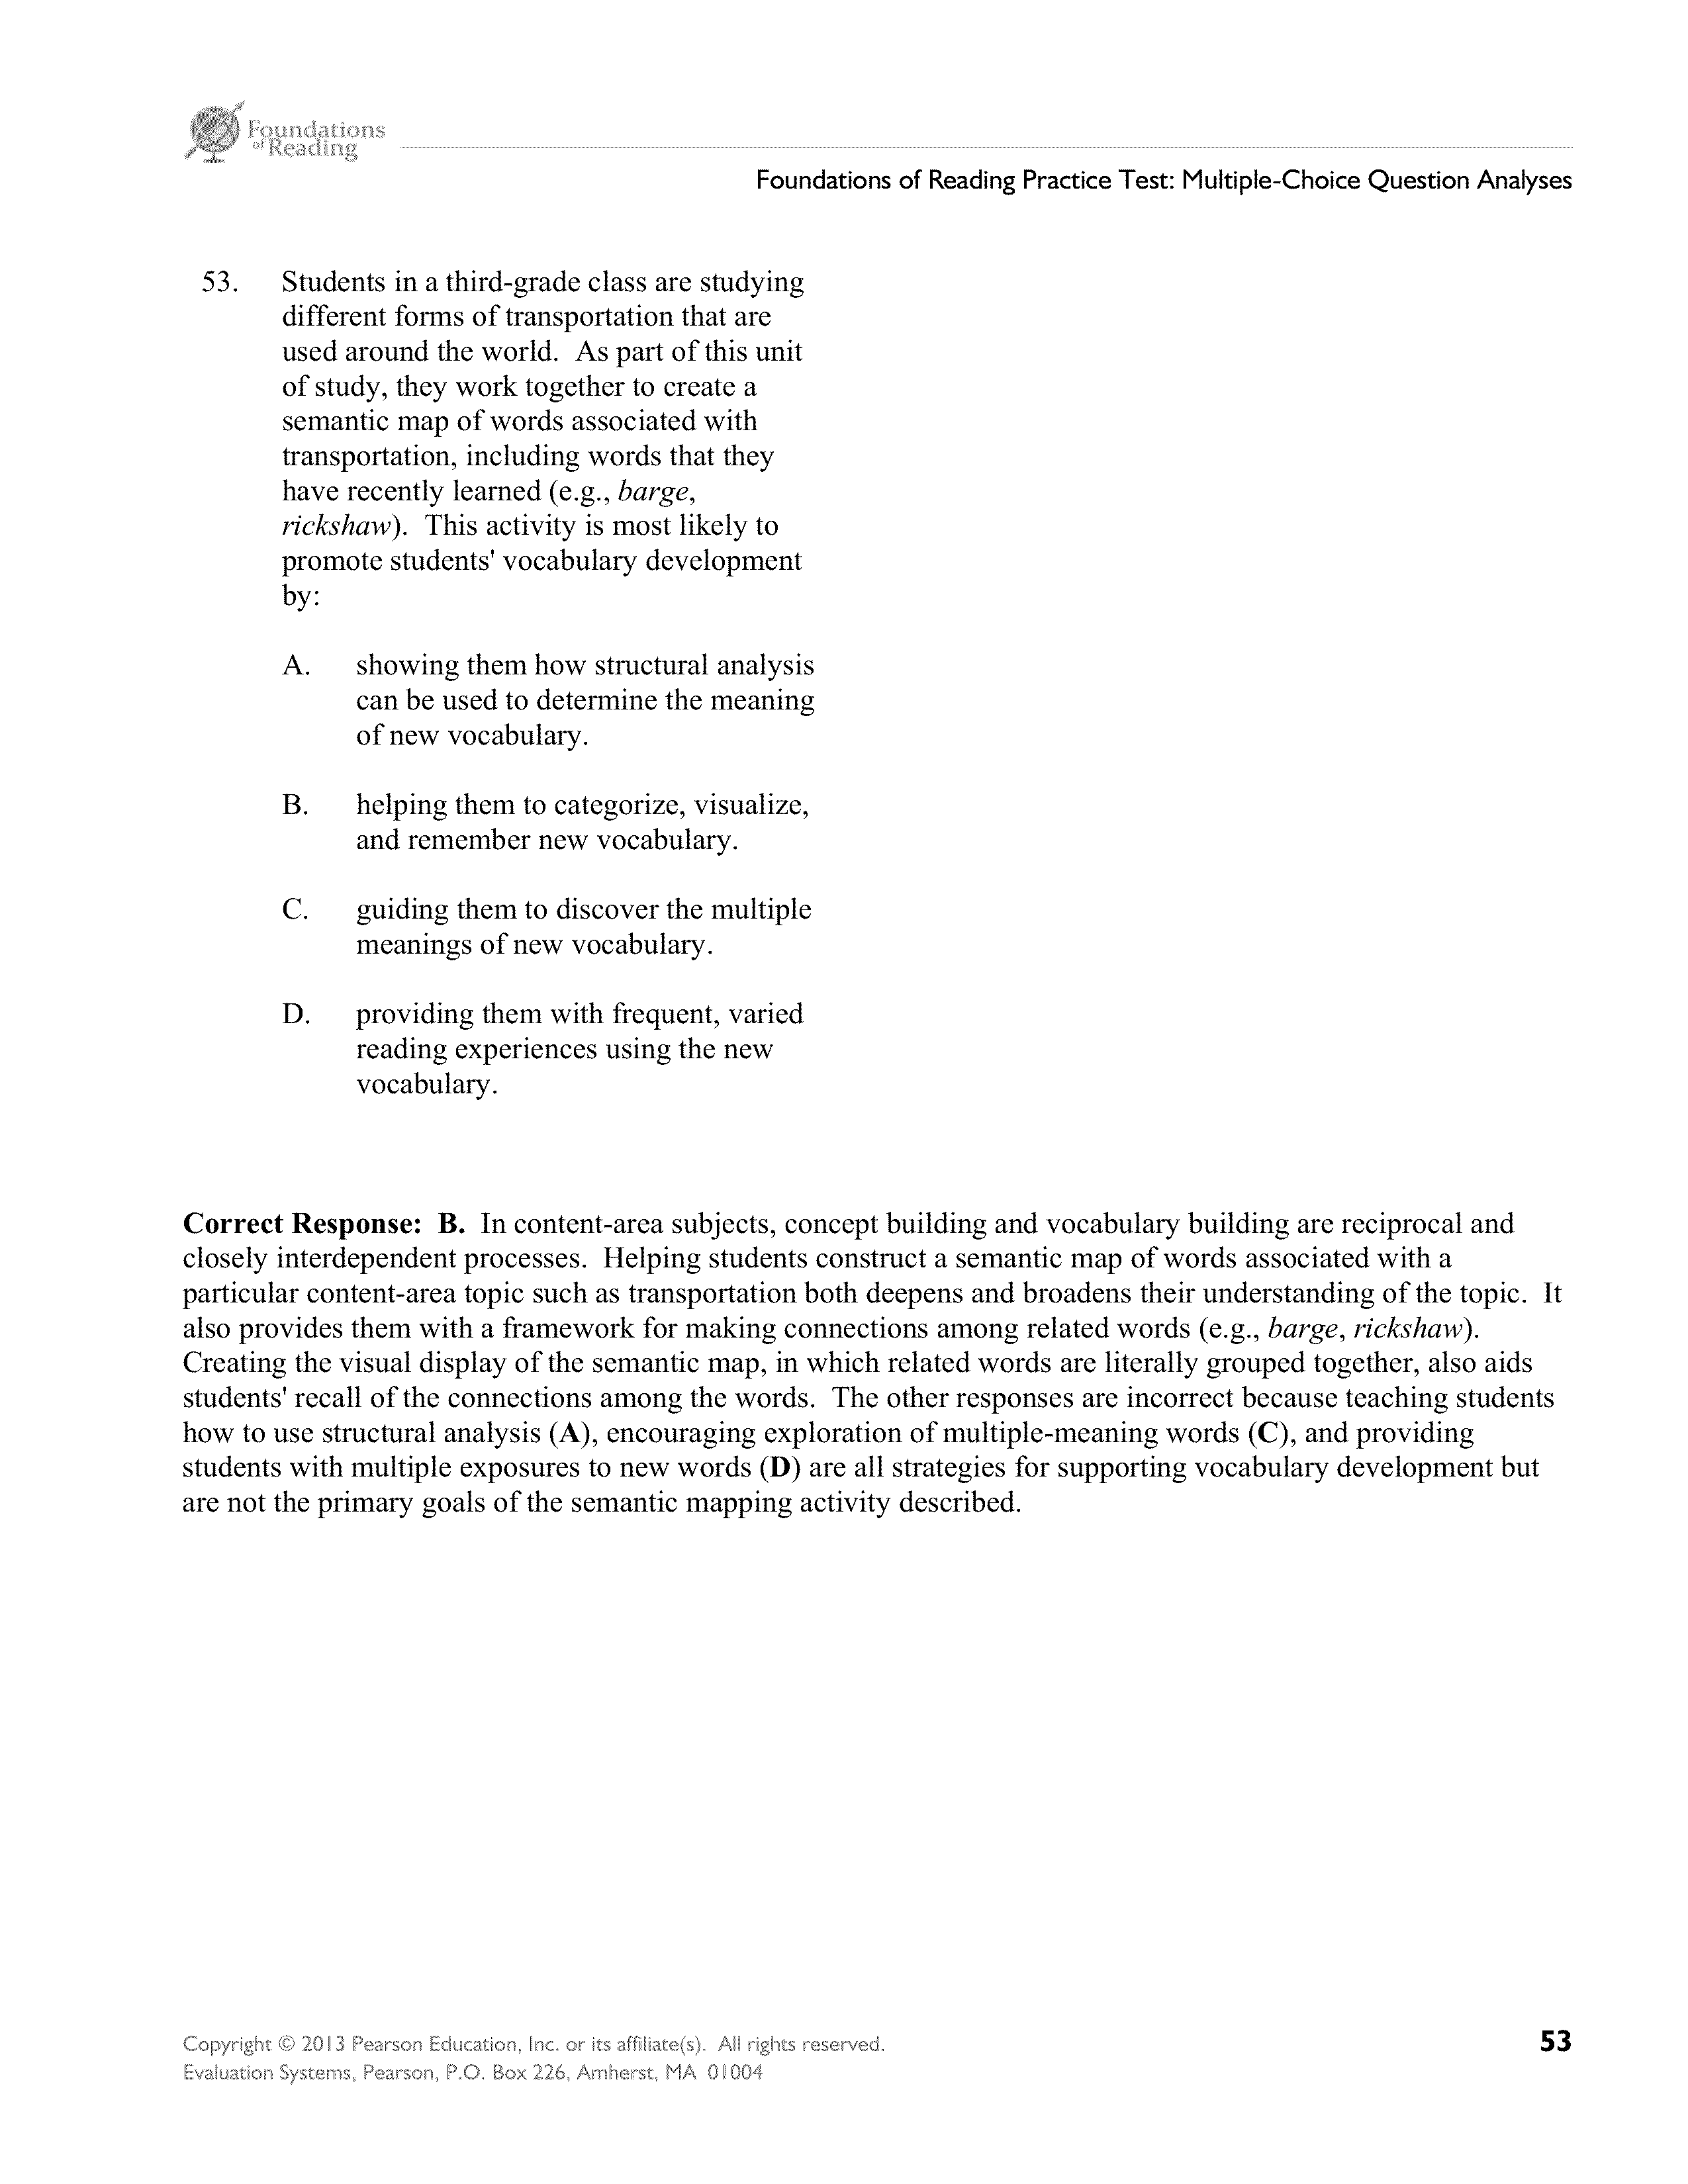 Foundations
of Reading
Foundations of Reading Practice Test: Multiple-Choice Question Analyses
53. Students in a third-grade class are studying
different forms of transportation that are
used around the world. As part of this unit
of study, they work together to create a
semantic map of words associated with
transportation, including words that they
have recently learned (e.g., barge,
rickshaw). This activity is most likely to
promote students' vocabulary development
by:
A. showing them how structural analysis
can be used to determine the meaning
of new vocabulary.
B. helping them to categorize, visualize,
and remember new vocabulary.
C. guiding them to discover the multiple
meanings of new vocabulary.
D. providing them with frequent, varied
reading experiences using the new
vocabulary.
Correct Response: B. In content-area subjects, concept building and vocabulary building are reciprocal and
closely interdependent processes. Helping students construct a semantic map of words associated with a
particular content-area topic such as transportation both deepens and broadens their understanding of the topic. It
also provides them with a framework for making connections among related words (e.g., barge, rickshaw).
Creating the visual display of the semantic map, in which related words are literally grouped together, also aids
students' recall of the connections among the words. The other responses are incorrect because teaching students
how to use structural analysis (A), encouraging exploration of multiple-meaning words (C), and providing
students with multiple exposures to new words (D) are all strategies for supporting vocabulary development but
are not the primary goals of the semantic mapping activity described.
Copyright © 2013 Pearson Education, Inc. or its affiliate(s). All rights reserved.
Evaluation Systems, Pearson, P.O. Box 226, Amherst, MA 01004
53